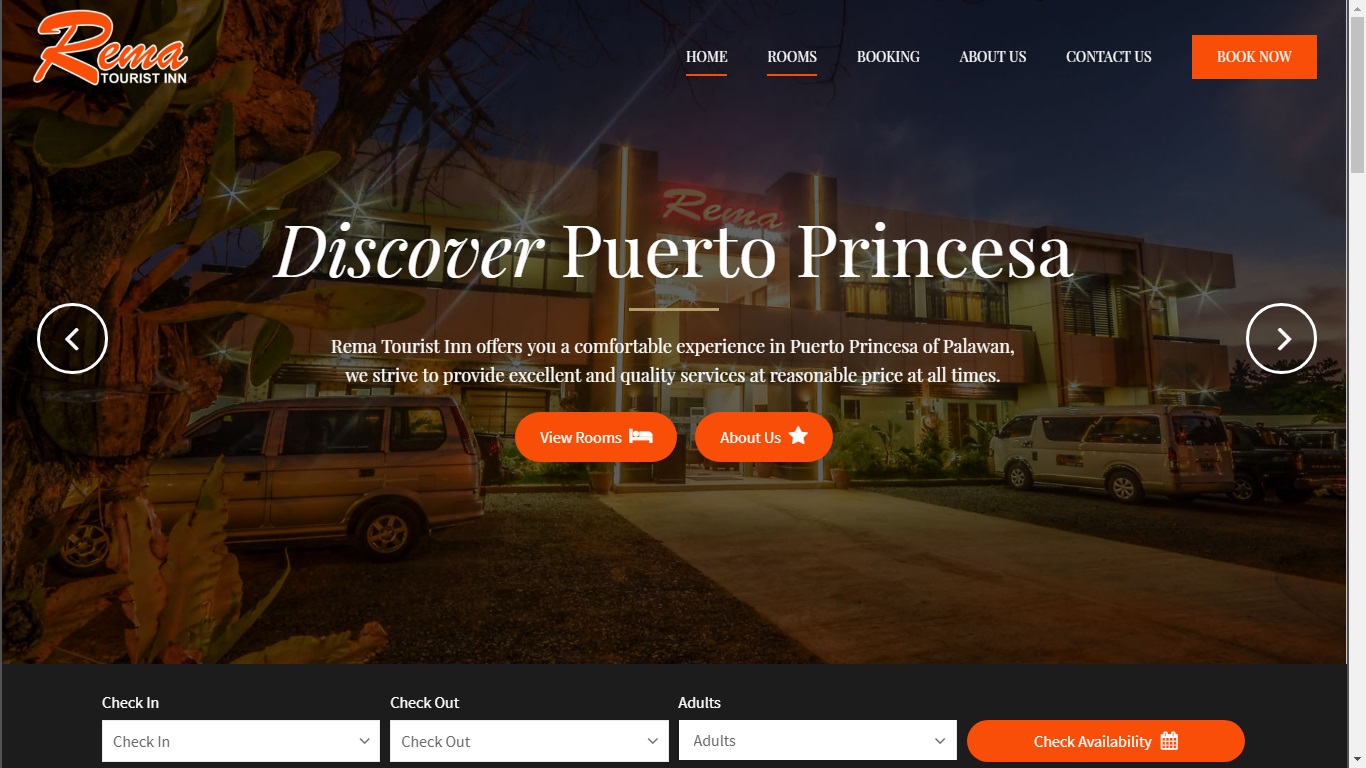 Rema
TOURIST INN
HOME
ROOMS
BOOKING
ABOUT US
CONTACT US
BOOK NOW
Rema
Discover Puerto Princesa
Rema Tourist Inn offers you a comfortable experience in Puerto Princesa of Palawan,
we strive to provide excellent and quality services at reasonable price at all times.
View Rooms
About Us
Check In
Check Out
Adults
Check In
Check Out
Adults
Check Availability